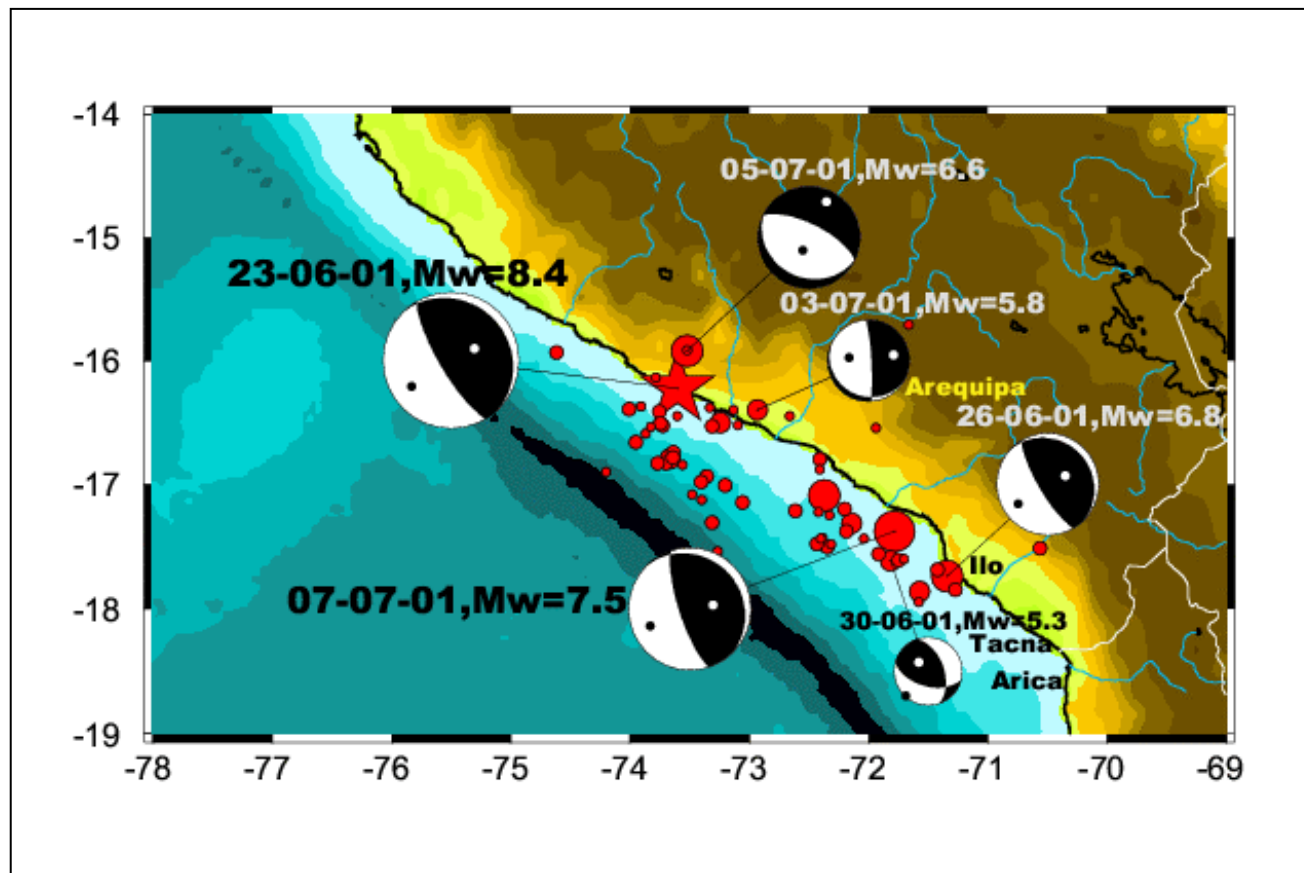 -14
05-07-01,Mw=6.6
-15
23-06-01,Mw=8.4
03-07-01,Mw=5.8
-16
Arequipa
26-06-01,Mw=6.8
-17
Ilo
07-07-01,Mw=7.5
-18
30-06-01,Mw=5.3
Tacna
Arica
-19
-78 -77 -76 -75 -74 -73 -72 -71 -70 -69